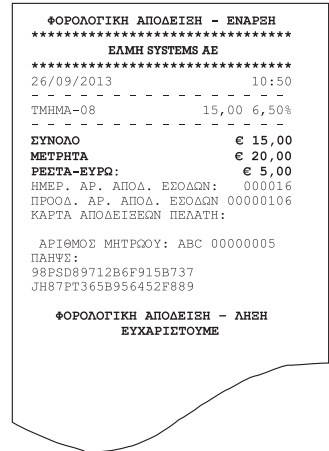 ΦΟΡΟΛΟΓΙΚΗ ΑΠΟΔΕΙΞΗ - ΕΝΑΡΞΗ
********************************
ΕΛΜΗ SYSTEMS ΑΕ
********************************
26/09/2013 10:50
- - - - - - - - - - - - - - - -
ΤΜΗΜΑ-08 15,00 6,50%
- - - - - - - - - - - - - - - -
ΣΥΝΟΛΟ € 15,00
ΜΕΤΡΗΤΑ € 20,00
ΡΕΣΤΑ-ΕΥΡΩ: € 5,00
ΗΜΕΡ. ΑΡ. ΑΠΟΔ. ΕΣΟΔΩΝ: 000016
ΠΡΟΟΔ. ΑΡ. ΑΠΟΔ. ΕΣΟΔΩΝ 00000106
ΚΑΡΤΑ ΑΠΟΔΕΙΞΕΩΝ ΠΕΛΑΤΗ:
ΑΡΙΘΜΟΣ ΜΗΤΡΩΟΥ: ABC 00000005
ΠΑΗΨΣ:
98PSD89712B6F915B737
JH87PT365B956452F889
ΦΟΡΟΛΟΓΙΚΗ ΑΠΟΔΕΙΞΗ - ΛΗΞΗ
ΕΥΧΑΡΙΣΤΟΥΜΕ